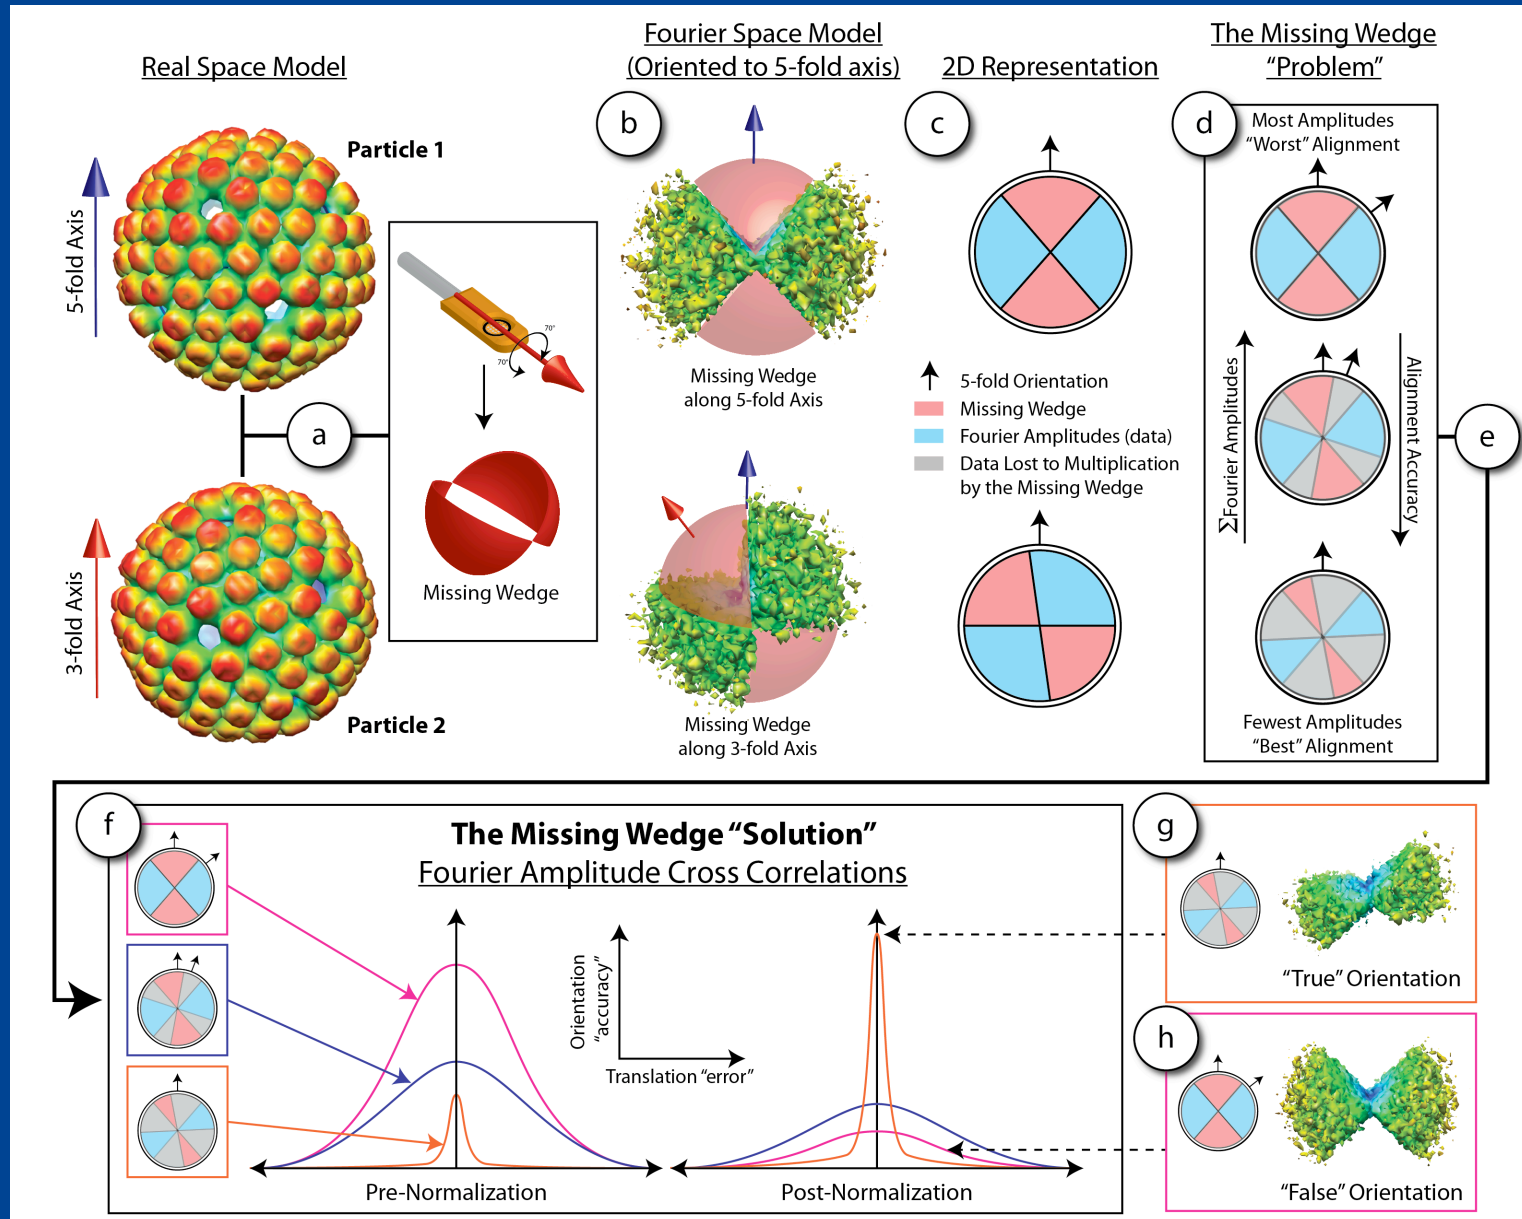 Real Space Model
Fourier Space Model
(Oriented to 5-fold axis)
2D Representation
The Missing Wedge
“Problem”
Particle 1
5-fold Axis
a
70°
70°
Missing Wedge
3-fold Axis
Particle 2
b
Missing Wedge
along 5-fold Axis
Missing Wedge
along 3-fold Axis
c
5-fold Orientation
Missing Wedge
Fourier Amplitudes (data)
Data Lost to Multiplication
by the Missing Wedge
d
Most Amplitudes
“Worst” Alignment
ΣFourier Amplitudes
Alignment Accuracy
Fewest Amplitudes
“Best” Alignment
e
f
The Missing Wedge “Solution”
Fourier Amplitude Cross Correlations
Orientation
“accuracy”
Translation “error”
Pre-Normalization
Post-Normalization
g
“True” Orientation
h
“False” Orientation